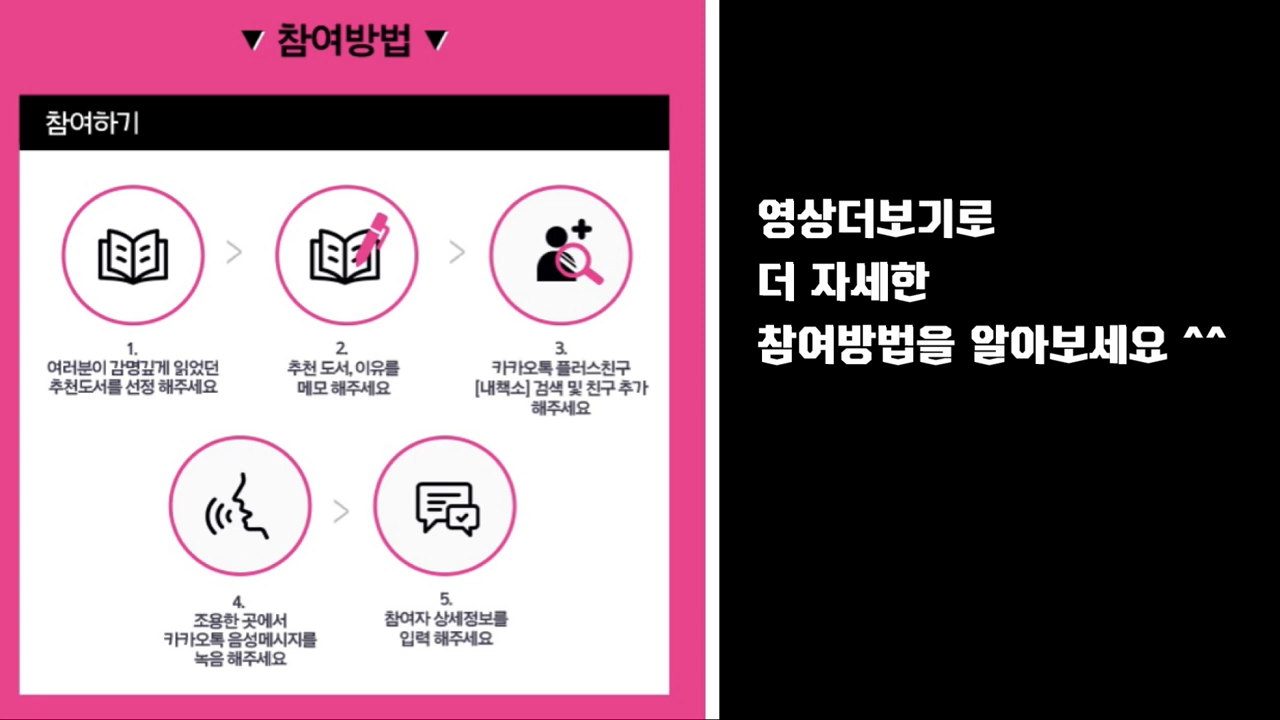 ▼ 참여방법 ▼
참여하기
1.
여러분이 감명깊게 읽었던
추천도서를 선정 해주세요
2.
추천 도서, 이유를
메모 해주세요
3.
카카오톡 플러스친구
[내책소] 검색 및 친구 추가
해주세요
4.
조용한 곳에서
카카오톡 음성메시지를
녹음 해주세요
5.
참여자 상세정보를
입력 해주세요
영상더보기로
더 자세한
참여방법을 알아보세요 ^^